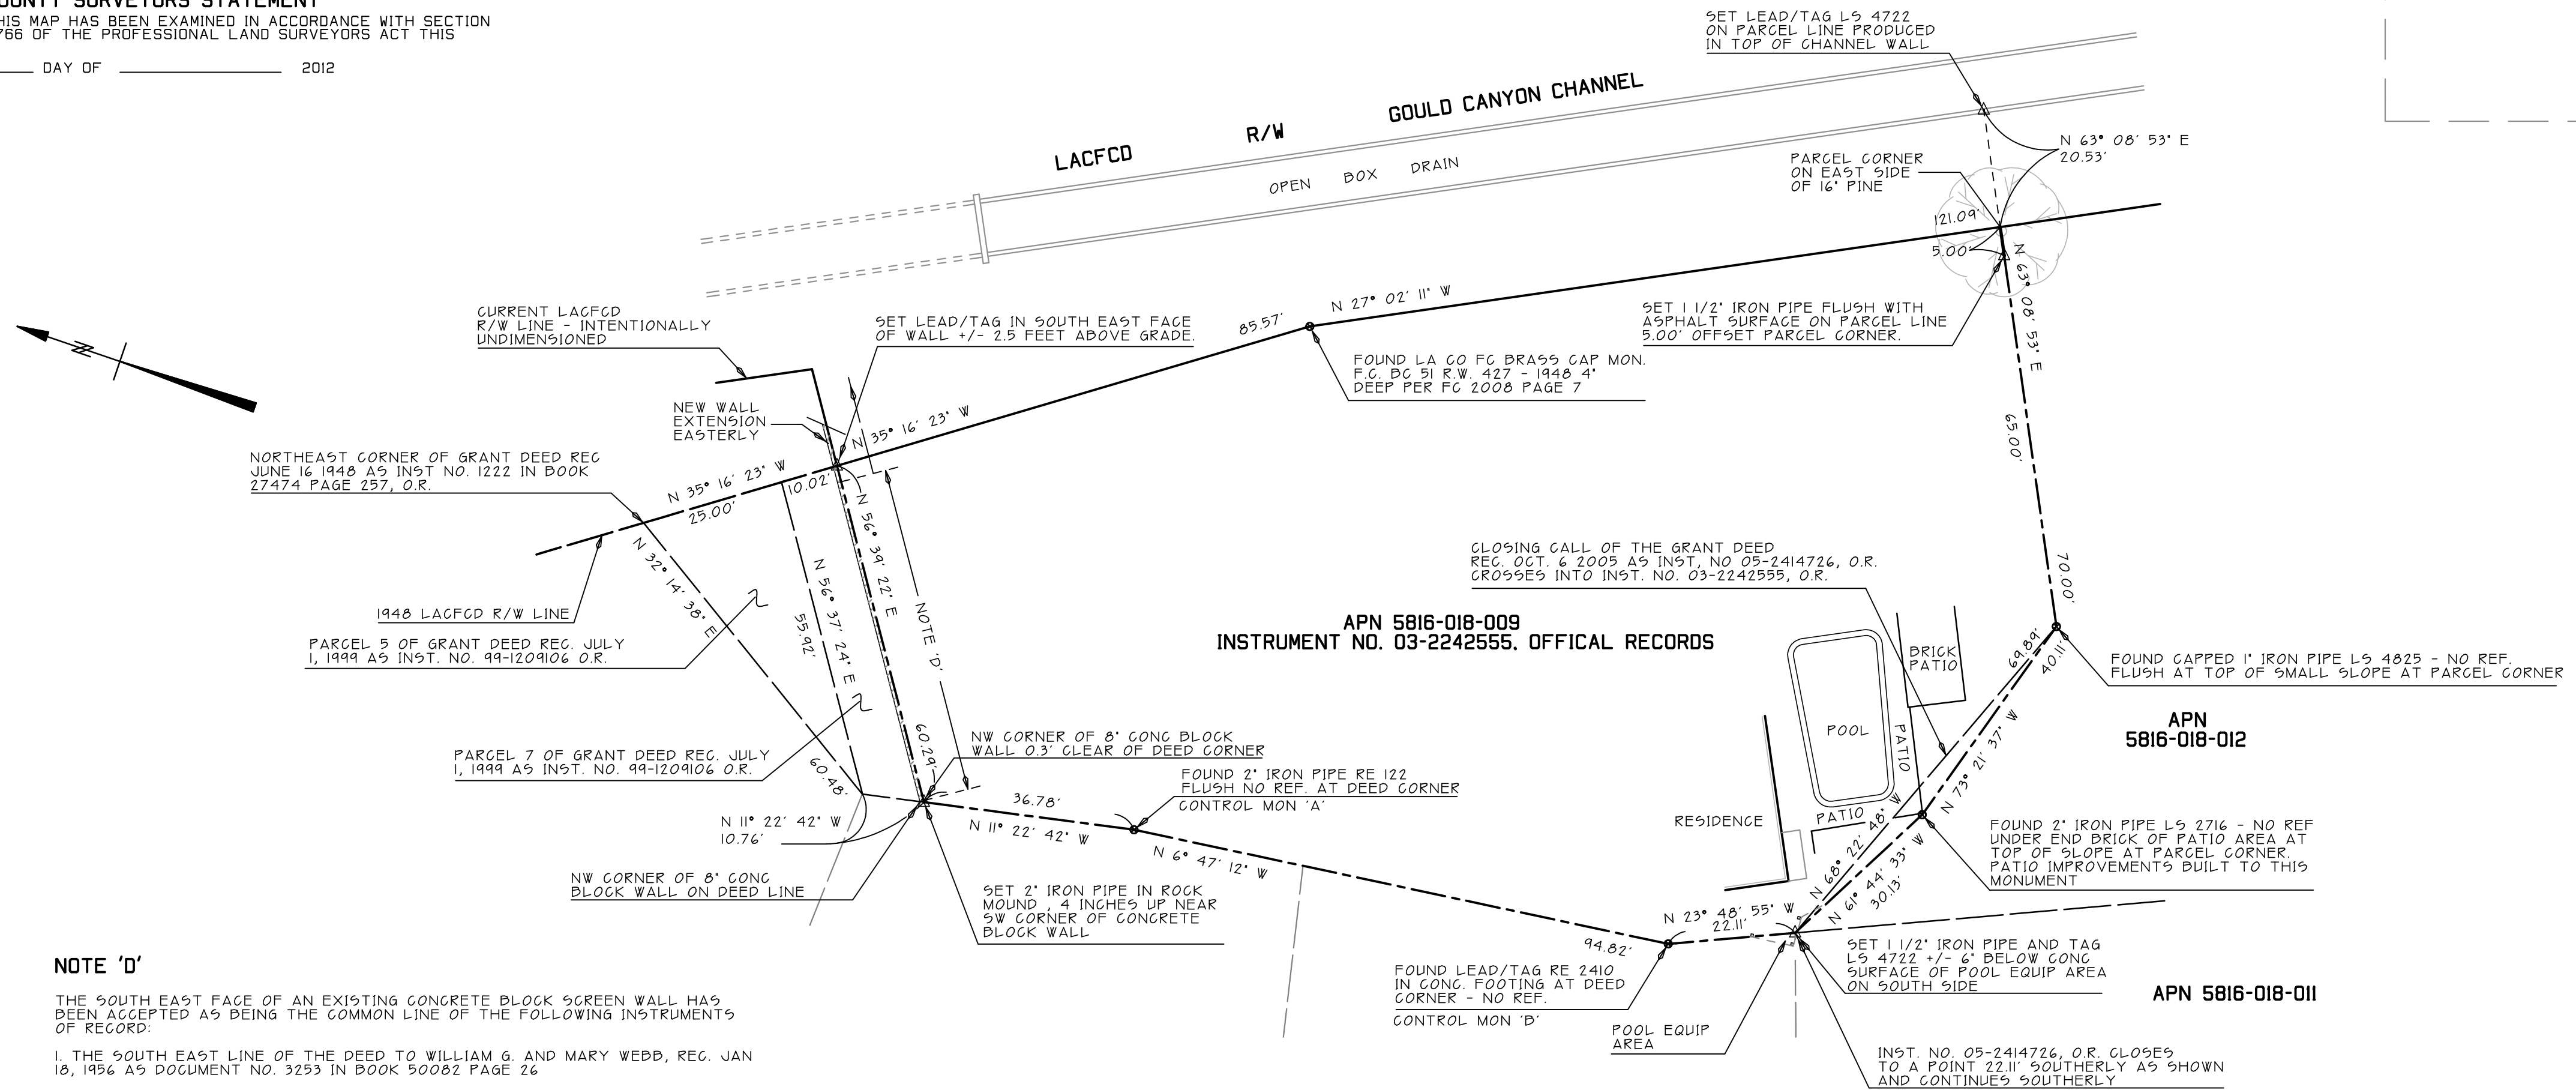 COUNTY SURVEYORS STATEMENT
HIS MAP HAS BEEN EXAMINED IN ACCORDANCE WITH SECTION
766 OF THE PROFESSIONAL LAND SURVEYORS ACT THIS
DAY OF 2012
SET LEAD/TAG LS 4722
ON PARCEL LINE PRODUCED
IN TOP OF CHANNEL WALL
LACFCD R/W GOULD CANYON CHANNEL
OPEN BOX DRAIN
N 63° 08' 53" E
20.53'
PARCEL CORNER
ON EAST SIDE
OF 16" PINE
121.09'
5.00'
N 63° 08' 53" E
65.00'
70.00'
N 27° 02' 11" W
85.57'
SET 1 1/2" IRON PIPE FLUSH WITH
ASPHALT SURFACE ON PARCEL LINE
5.00' OFFSET PARCEL CORNER.
CURRENT LACFCD
R/W LINE - INTENTIONALLY
UNDIMENSIONED
SET LEAD/TAG IN SOUTH EAST FACE
OF WALL +/- 2.5 FEET ABOVE GRADE.
FOUND LA CO FC BRASS CAP MON.
F.C. BC 51 R.W. 427 - 1948 4"
DEEP PER FC 2008 PAGE 7
N
NEW WALL
EXTENSION
EASTERLY
N 35° 16' 23" W
NORTHEAST CORNER OF GRANT DEED REC
JUNE 16 1948 AS INST NO. 1222 IN BOOK
27474 PAGE 257, O.R.
N 35° 16' 23" W
25.00'
10.02'
N 56° 39' 22" E
N 32° 14' 38" E
N 56° 37' 24" E
55.92'
NOTE 'D'
60.29'
60.48'
1948 LACFCD R/W LINE
PARCEL 5 OF GRANT DEED REC. JULY
1, 1999 AS INST. NO. 99-1209106 O.R.
CLOSING CALL OF THE GRANT DEED
REC. OCT. 6 2005 AS INST, NO 05-2414726, O.R.
CROSSES INTO INST. NO. 03-2242555, O.R.
APN 5816-018-009
INSTRUMENT NO. 03-2242555, OFFICAL RECORDS
BRICK
PATIO
POOL
PATIO
PATIO
RESIDENCE
69.89'
40.11'
FOUND CAPPED 1" IRON PIPE LS 4825 - NO REF.
FLUSH AT TOP OF SMALL SLOPE AT PARCEL CORNER
APN
5816-018-012
N 73° 21' 37" W
N 68° 22' 48" W
N 61° 44' 33" W
30.13'
PARCEL 7 OF GRANT DEED REC. JULY
1, 1999 AS INST. NO. 99-1209106 O.R.
NW CORNER OF 8" CONC BLOCK
WALL 0.3' CLEAR OF DEED CORNER
FOUND 2" IRON PIPE RE 122
FLUSH NO REF. AT DEED CORNER
CONTROL MON 'A'
36.78'
N 11° 22' 42" W
N 6° 47' 12" W
N 11° 22' 42" W
10.76'
NW CORNER OF 8" CONC
BLOCK WALL ON DEED LINE
SET 2" IRON PIPE IN ROCK
MOUND , 4 INCHES UP NEAR
SW CORNER OF CONCRETE
BLOCK WALL
FOUND 2" IRON PIPE LS 2716 - NO REF
UNDER END BRICK OF PATIO AREA AT
TOP OF SLOPE AT PARCEL CORNER.
PATIO IMPROVEMENTS BUILT TO THIS
MONUMENT
N 23° 48' 55" W
22.11'
94.82'
FOUND LEAD/TAG RE 2410
IN CONC. FOOTING AT DEED
CORNER - NO REF.
CONTROL MON 'B'
SET 1 1/2" IRON PIPE AND TAG
LS 4722 +/- 6" BELOW CONC
SURFACE OF POOL EQUIP AREA
ON SOUTH SIDE
APN 5816-018-011
POOL EQUIP
AREA
INST. NO. 05-2414726, O.R. CLOSES
TO A POINT 22.11' SOUTHERLY AS SHOWN
AND CONTINUES SOUTHERLY
NOTE 'D'
THE SOUTH EAST FACE OF AN EXISTING CONCRETE BLOCK SCREEN WALL HAS
BEEN ACCEPTED AS BEING THE COMMON LINE OF THE FOLLOWING INSTRUMENTS
OF RECORD:
1. THE SOUTH EAST LINE OF THE DEED TO WILLIAM G. AND MARY WEBB, REC. JAN
18, 1956 AS DOCUMENT NO. 3253 IN BOOK 50082 PAGE 26